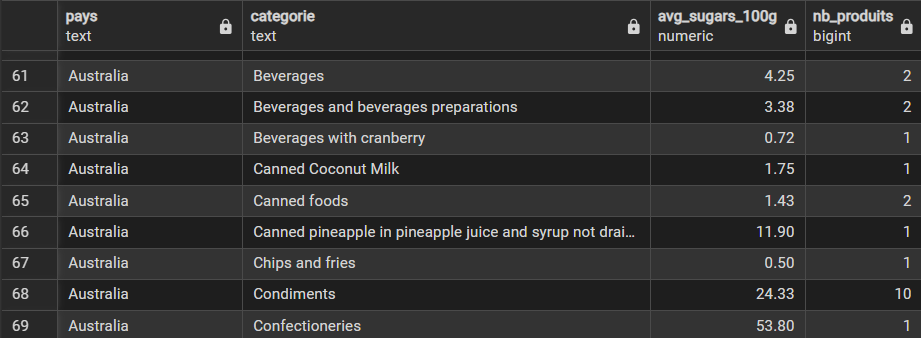 pays categorie avg_sugars_100g nb_produits
text text numeric bigint
61 Australia Beverages 4.25 2
62 Australia Beverages and beverages preparations 3.38 2
63 Australia Beverages with cranberry 0.72 1
64 Australia Canned Coconut Milk 1.75 1
65 Australia Canned foods 1.43 2
66 Australia Canned pineapple in pineapple juice and syrup not drai... 11.90 1
67 Australia Chips and fries 0.50 1
68 Australia Condiments 24.33 10
69 Australia Confectioneries 53.80 1